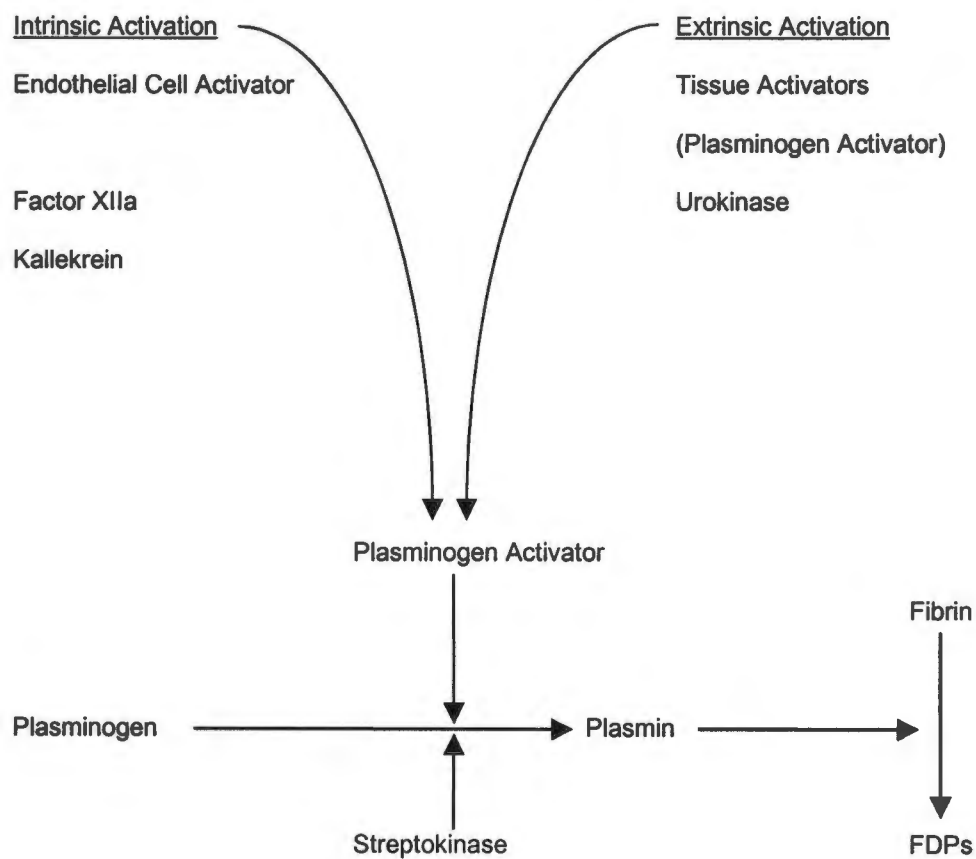 Intrinsic Activation
Endothelial Cell Activator
Factor XIIa
Kallekrein
Extrinsic Activation
Tissue Activators
(Plasminogen Activator)
Urokinase
Plasminogen Activator
Fibrin
Plasminogen
Plasmin
Streptokinase
FDPs